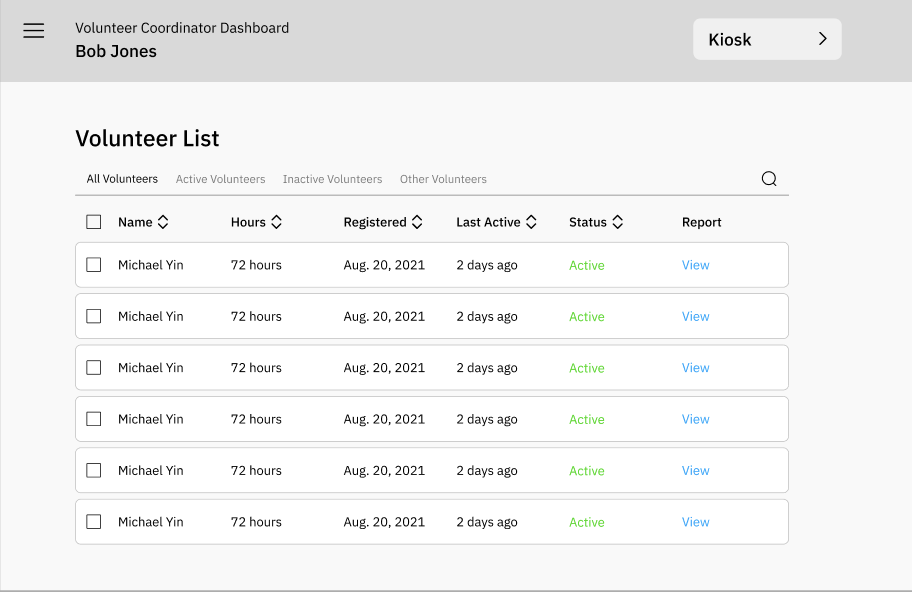 Volunteer Coordinator Dashboard
Bob Jones
Kiosk
Volunteer List
All Volunteers Active Volunteers Inactive Volunteers Other Volunteers
Name Hours Registered Last Active Status Report
Michael Yin 72 hours Aug. 20, 2021 2 days ago Active View
Michael Yin 72 hours Aug. 20, 2021 2 days ago Active View
Michael Yin 72 hours Aug. 20, 2021 2 days ago Active View
Michael Yin 72 hours Aug. 20, 2021 2 days ago Active View
Michael Yin 72 hours Aug. 20, 2021 2 days ago Active View
Michael Yin 72 hours Aug. 20, 2021 2 days ago Active View